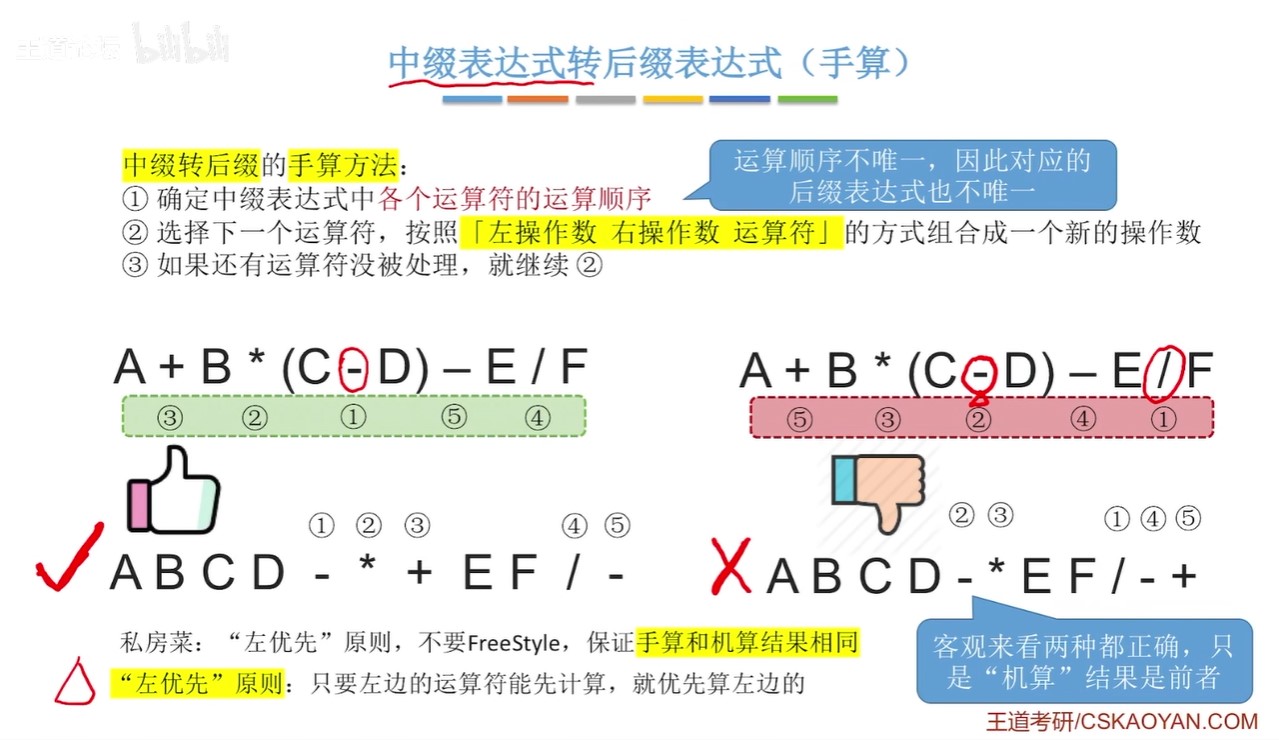 王道论坛 bilibili
中缀表达式转后缀表达式（手算）
中缀转后缀的手算方法：
① 确定中缀表达式中各个运算符的运算顺序
② 选择下一个运算符，按照「左操作数 右操作数 运算符」的方式组合成一个新的操作数
③ 如果还有运算符没被处理，就继续 ②
运算顺序不唯一，因此对应的
后缀表达式也不唯一
A + B * (C - D) – E / F
③ ② ① ⑤ ④
① ② ③ ④ ⑤
A B C D - * + E F / -
A + B * (C - D) – E / F
⑤ ③ ② ④ ①
② ③ ① ④ ⑤
A B C D - * E F / - +
私房菜：“左优先”原则，不要FreeStyle，保证手算和机算结果相同
“左优先”原则：只要左边的运算符能先计算，就优先算左边的
客观来看两种都正确，只
是“机算”结果是前者
王道考研/CSKAOYAN.COM